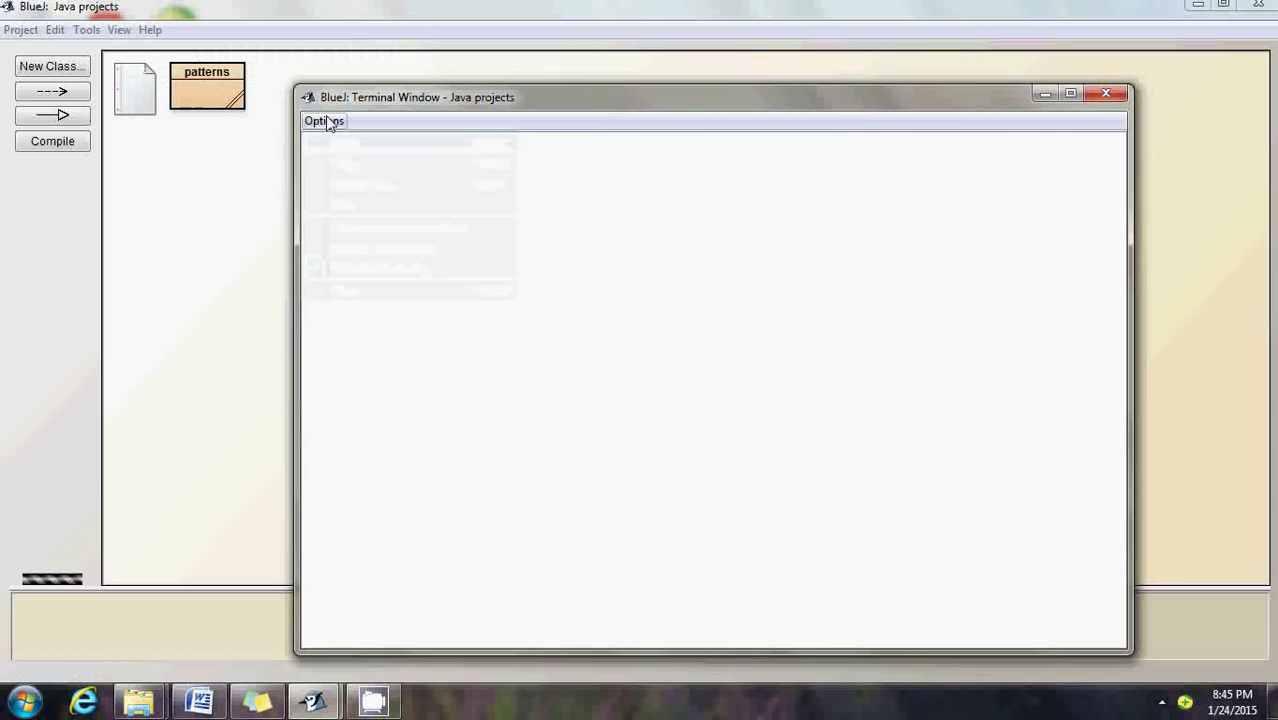 BlueJ: Java projects
Project Edit Tools View Help
New Class...
patterns
Compile
BlueJ: Terminal Window - Java projects
Options
8:45 PM
1/24/2015